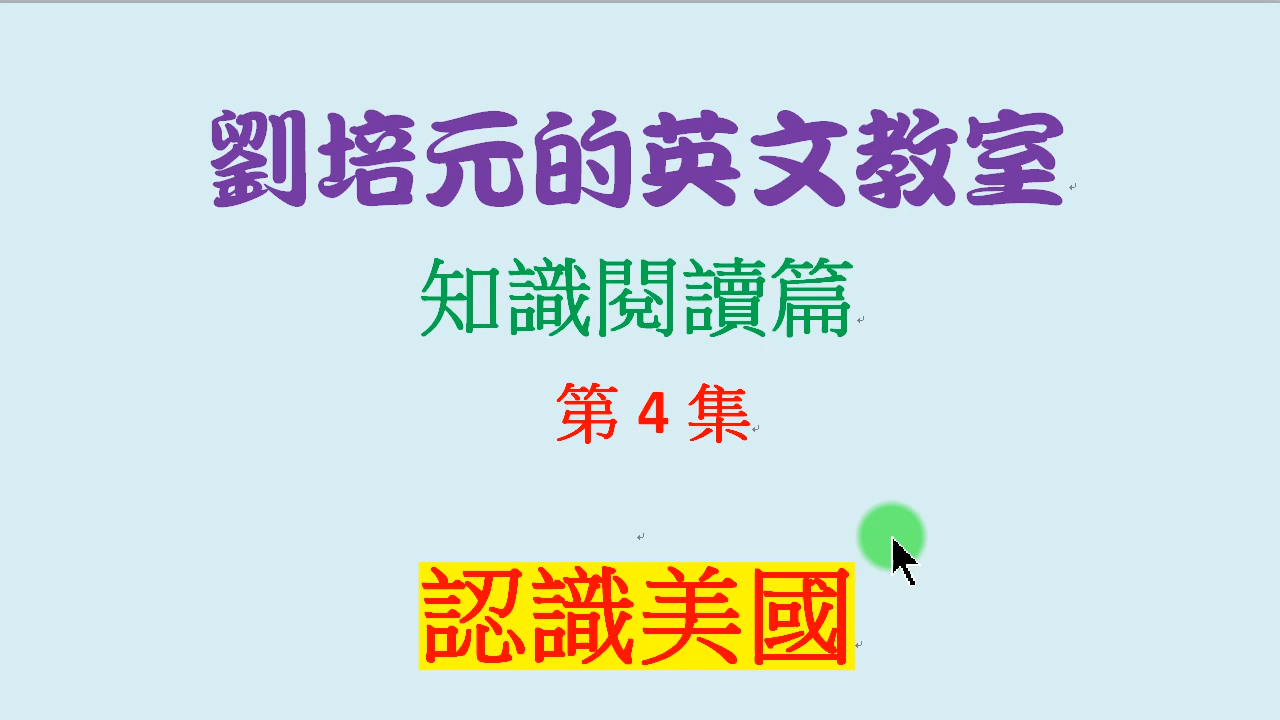 劉培元的英文教室
知識閱讀篇
第 4 集
認識美國